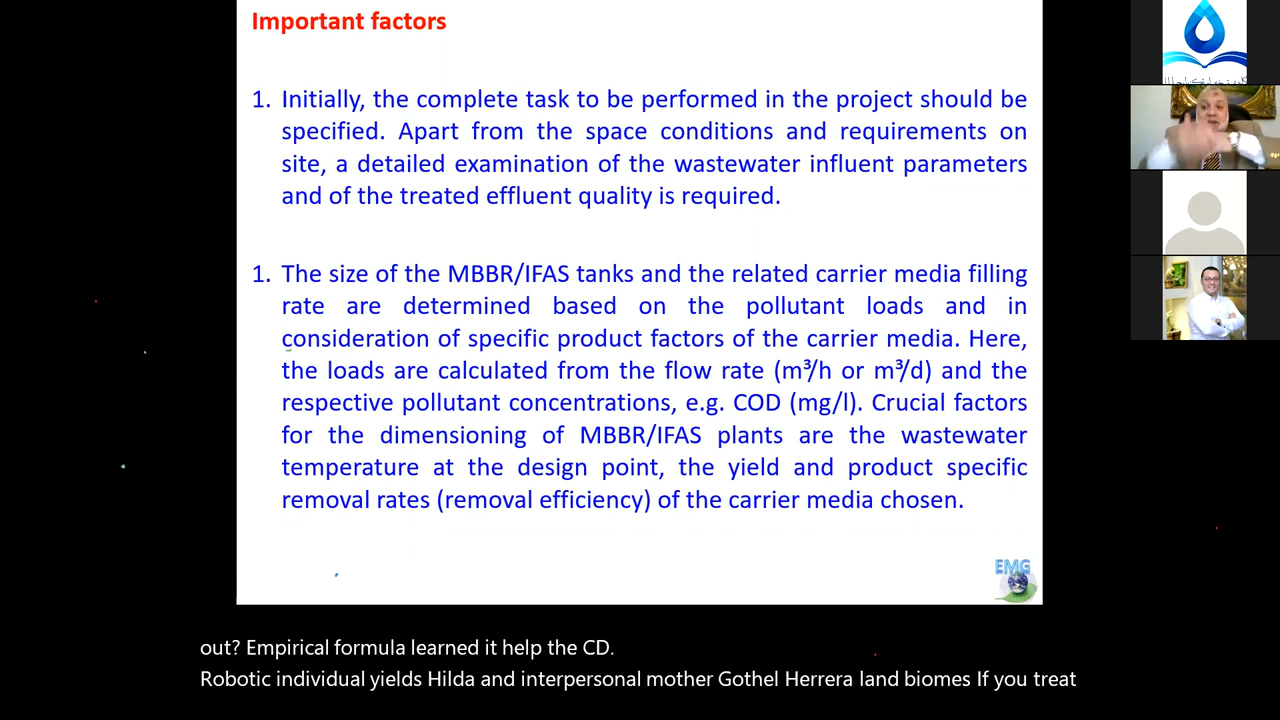 Important factors
1. Initially, the complete task to be performed in the project should be
specified. Apart from the space conditions and requirements on
site, a detailed examination of the wastewater influent parameters
and of the treated effluent quality is required.
1. The size of the MBBR/IFAS tanks and the related carrier media filling
rate are determined based on the pollutant loads and in
consideration of specific product factors of the carrier media. Here,
the loads are calculated from the flow rate (m³/h or m³/d) and the
respective pollutant concentrations, e.g. COD (mg/l). Crucial factors
for the dimensioning of MBBR/IFAS plants are the wastewater
temperature at the design point, the yield and product specific
removal rates (removal efficiency) of the carrier media chosen.
EMG
out? Empirical formula learned it help the CD.
Robotic individual yields Hilda and interpersonal mother Gothel Herrera land biomes If you treat